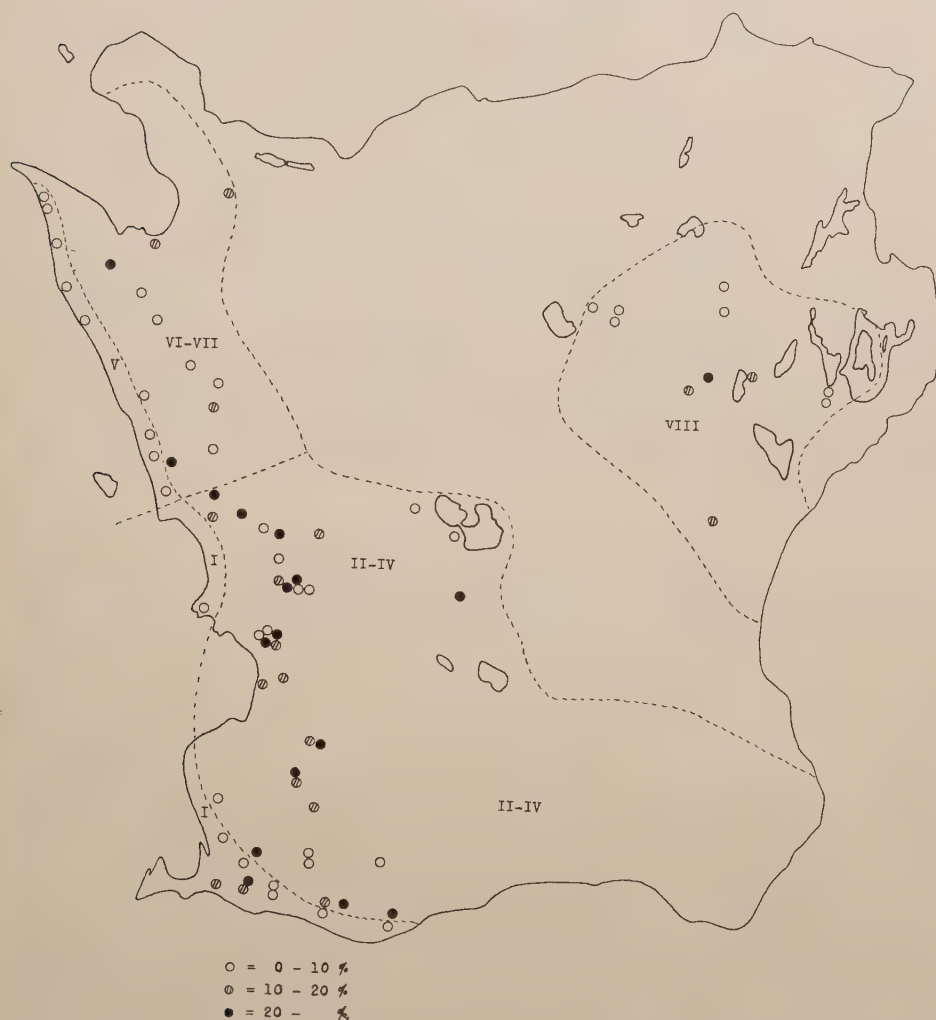 VI-VII
V
VIII
I
II-IV
I
II-IV
○ = 0 - 10 %
◍ = 10 - 20 %
● = 20 - %